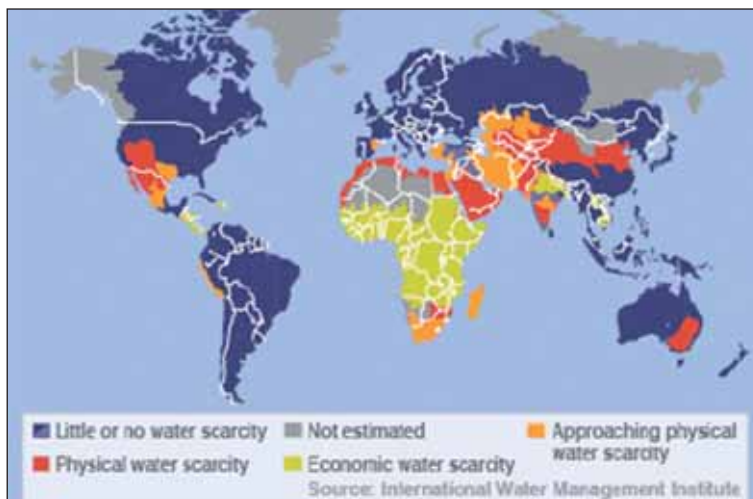 Little or no water scarcity
Not estimated
Approaching physical
water scarcity
Physical water scarcity
Economic water scarcity
Source: International Water Management Institute